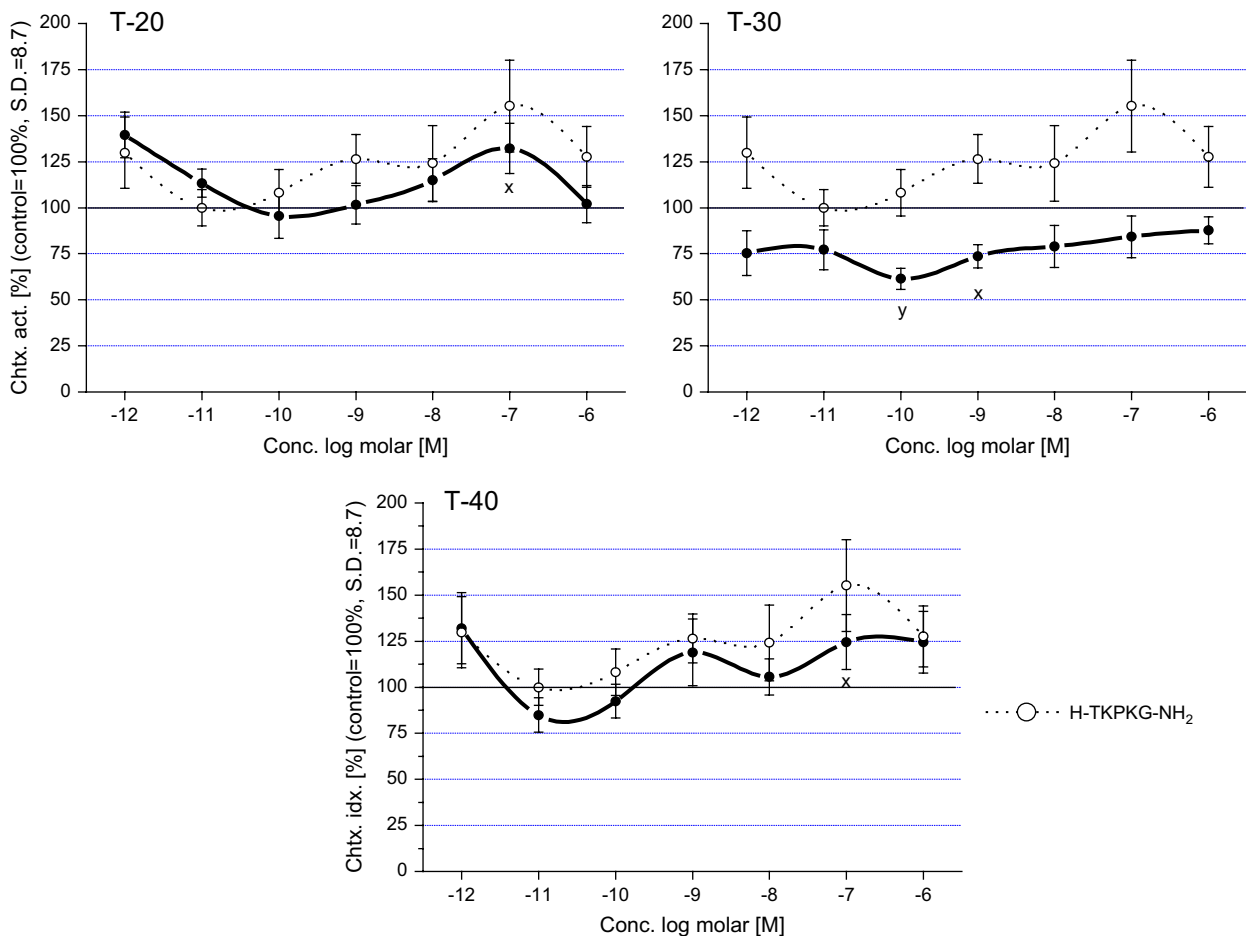 T-20
Chtx. act. [%] (control=100%, S.D.=8.7)
200
175
150
125
100
75
50
25
0
x
-12 -11 -10 -9 -8 -7 -6
Conc. log molar [M]
T-30
200
175
150
125
100
75
50
25
0
y x
-12 -11 -10 -9 -8 -7 -6
Conc. log molar [M]
T-40
Chtx. idx. [%] (control=100%, S.D.=8.7)
200
175
150
125
100
75
50
25
0
x
-12 -11 -10 -9 -8 -7 -6
Conc. log molar [M]
H-TKPKG-NH₂